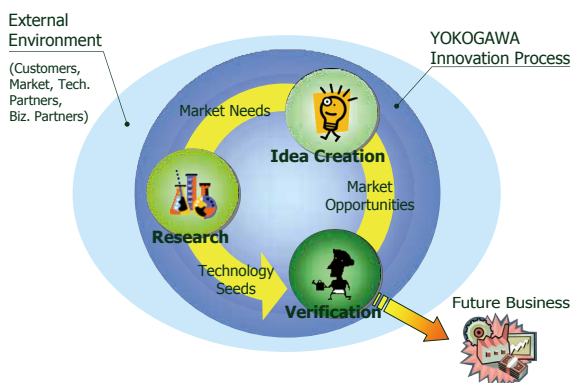 External
Environment
(Customers,
Market, Tech.
Partners,
Biz. Partners)
YOKOGAWA
Innovation Process
Market Needs
Idea Creation
Market
Opportunities
Research
Technology
Seeds
Verification
Future Business